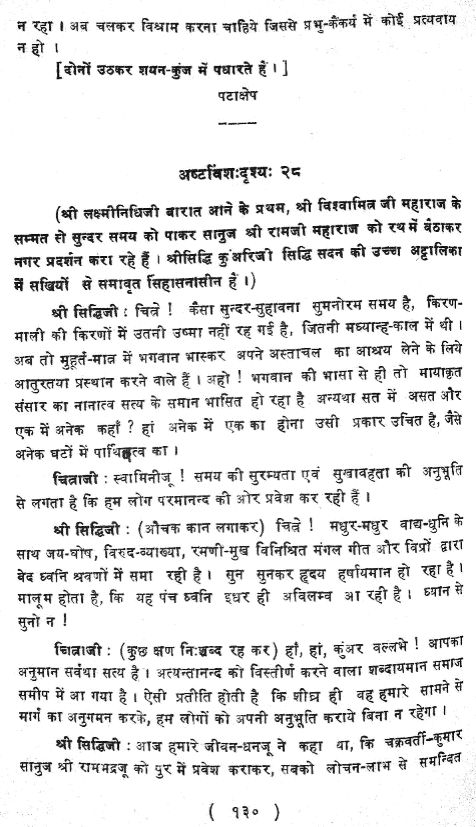 न रहा । अब चलकर विश्राम करना चाहिये जिससे प्रभु-कैंकर्य में कोई प्रत्यवाय
न हो ।
[दोनों उठकर शयन-कुंज में पधारते हैं ।]
पटाक्षेप
अष्टविंश:दृश्य: २८
(श्री लक्ष्मीनिधिजी बारात आने के प्रथम, श्री विश्वामित्र जी महाराज के
सम्मत से सुन्दर समय को पाकर सानुज श्री रामजी महाराज को रथ में बैठाकर
नगर प्रदर्शन करा रहे हैं । श्रीसिद्धि कुंअरिजी सिद्धि सदन की उच्च अट्टालिका
में सखियों से समावृत सिंहासनासीन हैं ।)
श्री सिद्धिजी : चित्रे ! कैसा सुन्दर-सुहावना सुमनोरम समय है, किरण-
माली की किरणों में उतनी उष्मा नहीं रह गई है, जितनी मध्यान्ह-काल में थी ।
अब तो मुहूर्त-मात्र में भगवान भास्कर अपने अस्ताचल का आश्रय लेने के लिये
आतुरतया प्रस्थान करने वाले हैं । अहो ! भगवान की भासा से ही तो मायाकृत
संसार का नानात्व सत्य के समान भासित हो रहा है अन्यथा सत में असत और
एक में अनेक कहाँ ? हां अनेक में एक का होना उसी प्रकार उचित है, जैसे
अनेक घटों में पार्थिवत्व का ।
चित्राजी : स्वामिनीजू ! समय की सुरम्यता एवं सुखावहता की अनुभूति
से लगता है कि हम लोग परमानन्द की ओर प्रवेश कर रही हैं ।
श्री सिद्धिजी : (औचक कान लगाकर) चित्रे ! मधुर-मधुर वाद्य-धुनि के
साथ जय-घोष, विरुद-व्याख्या, रमणी-मुख विनिश्रित मंगल गीत और विप्रों द्वारा
बेद ध्वनि श्रवणों में समा रही है । सुन सुनकर हृदय हर्षायमान हो रहा है ।
मालूम होता है, कि यह पंच ध्वनि इधर ही अविलम्ब आ रही है । ध्यान से
सुनो न !
चित्राजी : (कुछ क्षण नि:शब्द रह कर) हाँ, हां, कुंअर वल्लभे ! आपका
अनुमान सर्वथा सत्य है । अत्यन्तानन्द को विस्तीर्ण करने वाला शब्दायमान समाज
समीप में आ गया है । ऐसी प्रतीति होती है कि शीघ्र ही वह हमारे सामने से
मार्ग का अनुगमन करके, हम लोगों को अपनी अनुभूति कराये बिना न रहेगा ।
श्री सिद्धिजी : आज हमारे जीवन-धनजू ने कहा था, कि चक्रवर्ती-कुमार
सानुज श्री रामभद्रजू को पुर में प्रवेश कराकर, सबको लोचन-लाभ से समन्वित
( १३० )